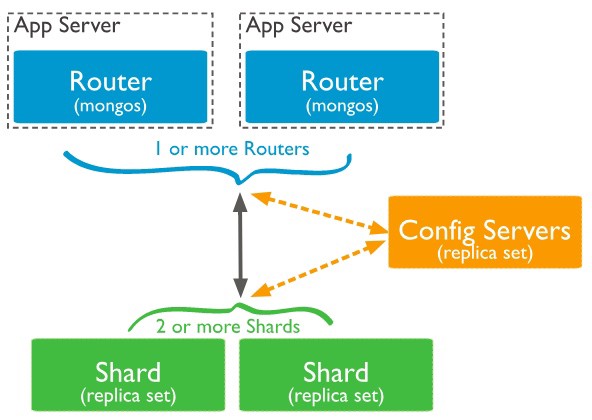 App Server
App Server
Router
(mongos)
Router
(mongos)
1 or more Routers
Config Servers
(replica set)
2 or more Shards
Shard
(replica set)
Shard
(replica set)